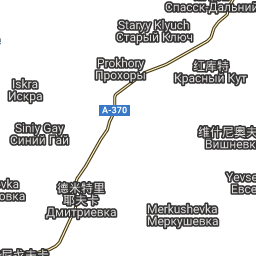 Спасск-Дальний
Staryy Klyuch
Старый Ключ
Prokhory
Прохоры
红库特
Красный Кут
Iskra
Искра
A-370
Siniy Gay
Синий Гай
维什尼奥夫
Вишневк
Yevse
Евсе
vka
овка
德米特里
耶夫卡
Дмитриевка
Merkushevka
Меркушевка